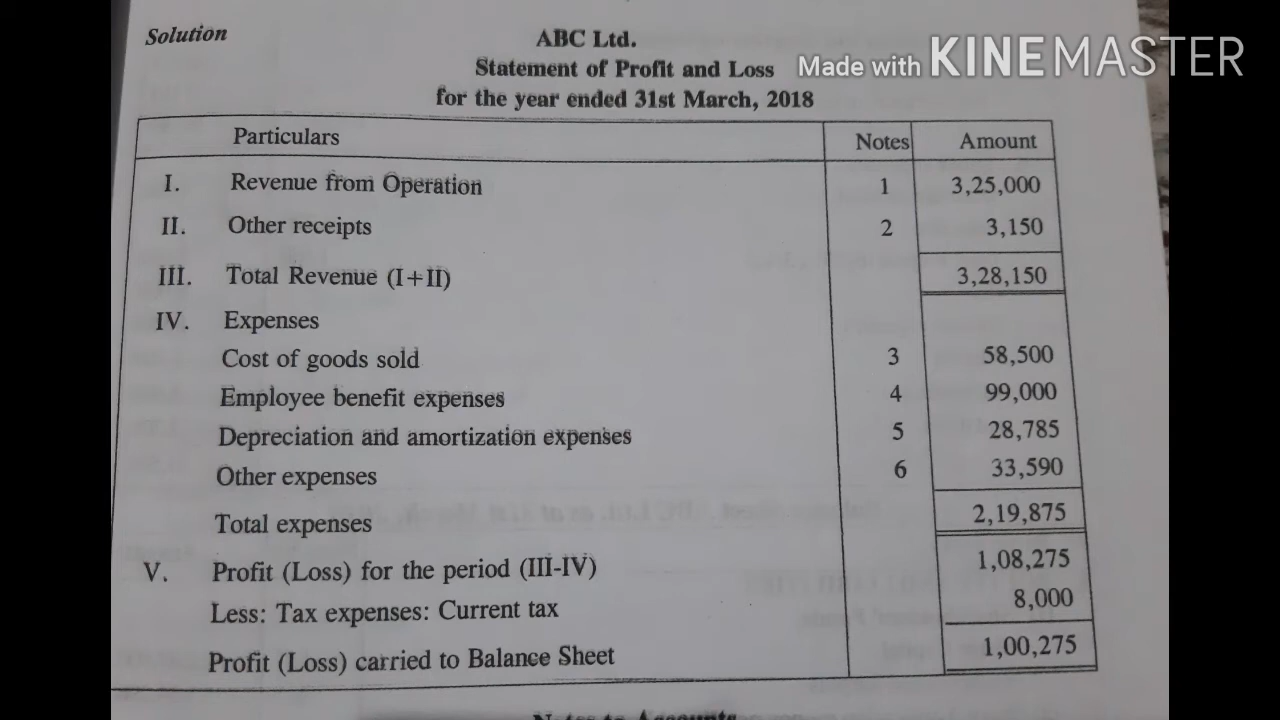 Solution
ABC Ltd.
Statement of Profit and Loss
for the year ended 31st March, 2018
Made with KINEMASTER
Particulars Notes Amount
I. Revenue from Operation 1 3,25,000
II. Other receipts 2 3,150
III. Total Revenue (I+II) 3,28,150
IV. Expenses
Cost of goods sold 3 58,500
Employee benefit expenses 4 99,000
Depreciation and amortization expenses 5 28,785
Other expenses 6 33,590
Total expenses 2,19,875
V. Profit (Loss) for the period (III-IV) 1,08,275
Less: Tax expenses: Current tax 8,000
Profit (Loss) carried to Balance Sheet 1,00,275
Notes to Accounts